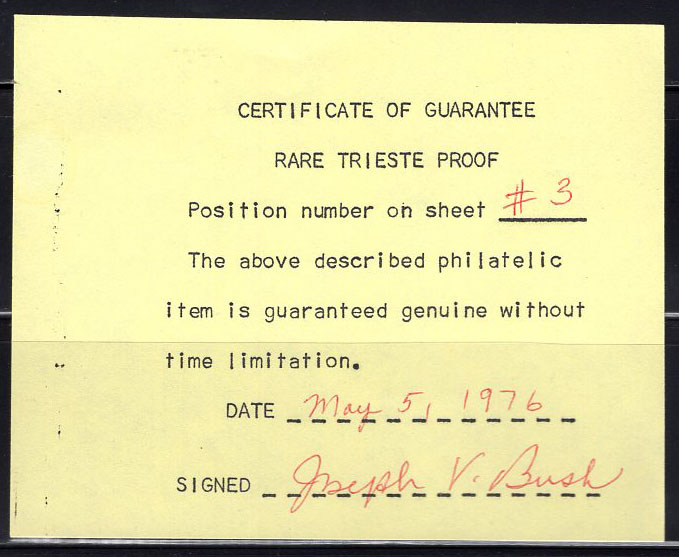 CERTIFICATE OF GUARANTEE
RARE TRIESTE PROOF
Position number on sheet # 3
The above described philatelic
item is guaranteed genuine without
time limitation.
DATE May 5, 1976
SIGNED Joseph V. Bush